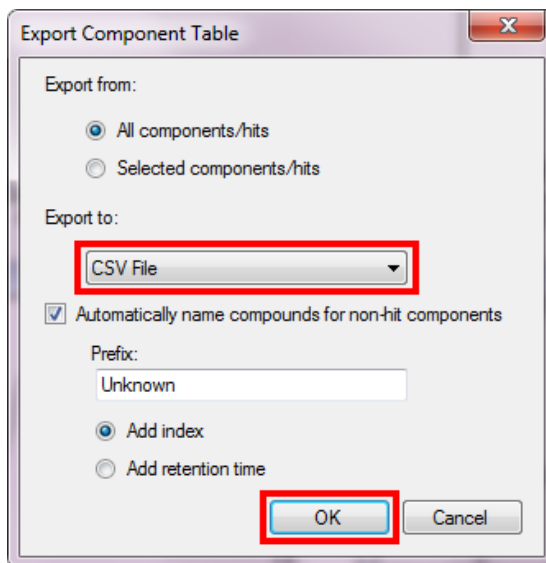 Export Component Table
Export from:
All components/hits
Selected components/hits
Export to:
CSV File
Automatically name compounds for non-hit components
Prefix:
Unknown
Add index
Add retention time
OK Cancel